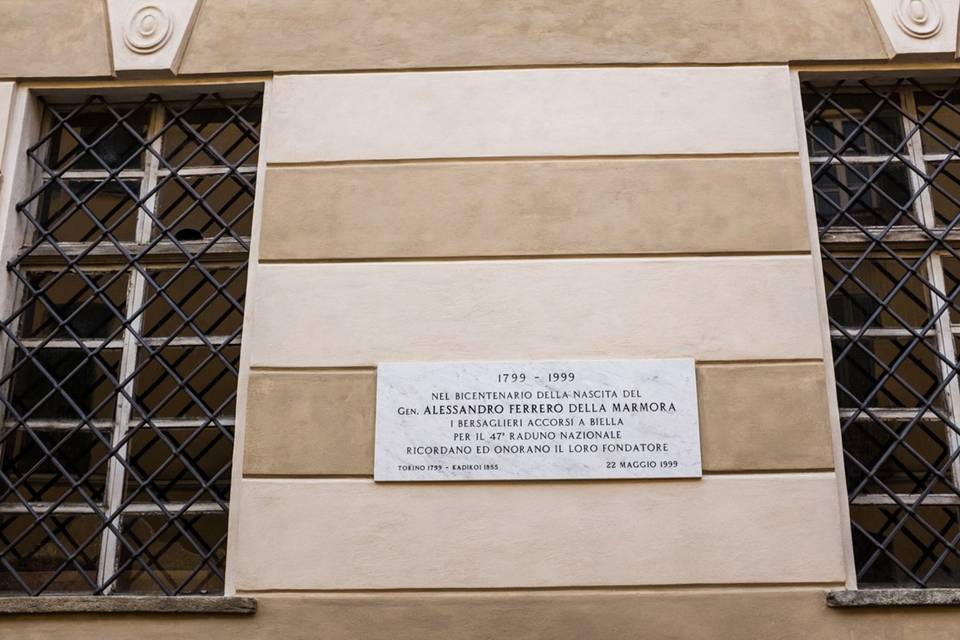 1799 - 1999
NEL BICENTENARIO DELLA NASCITA DEL
GEN. ALESSANDRO FERRERO DELLA MARMORA
I BERSAGLIERI ACCORSI A BIELLA
PER IL 47° RADUNO NAZIONALE
RICORDANO ED ONORANO IL LORO FONDATORE
TORINO 1799 - KADIKOI 1855 22 MAGGIO 1999